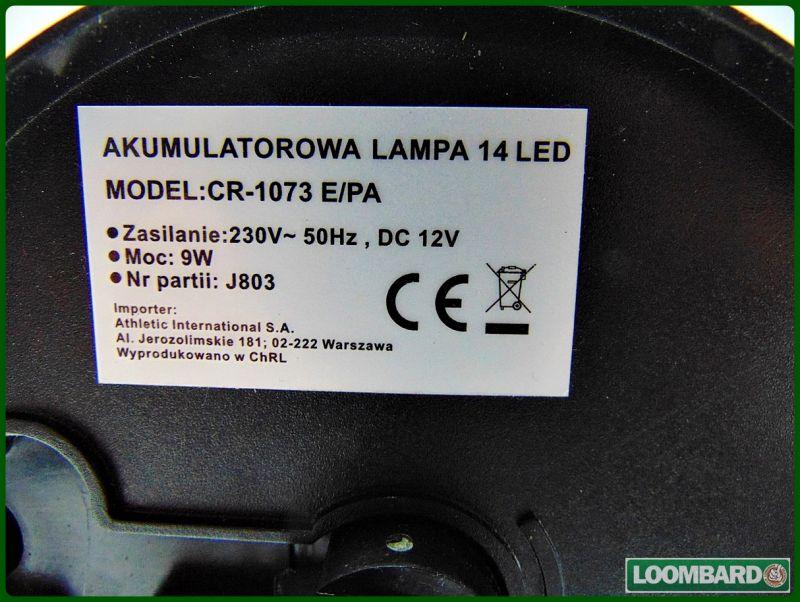 AKUMULATOROWA LAMPA 14 LED
MODEL:CR-1073 E/PA
● Zasilanie:230V~ 50Hz , DC 12V
● Moc: 9W
● Nr partii: J803
CE
Importer:
Athletic International S.A.
Al. Jerozolimskie 181; 02-222 Warszawa
Wyprodukowano w ChRL
LOOMBARD